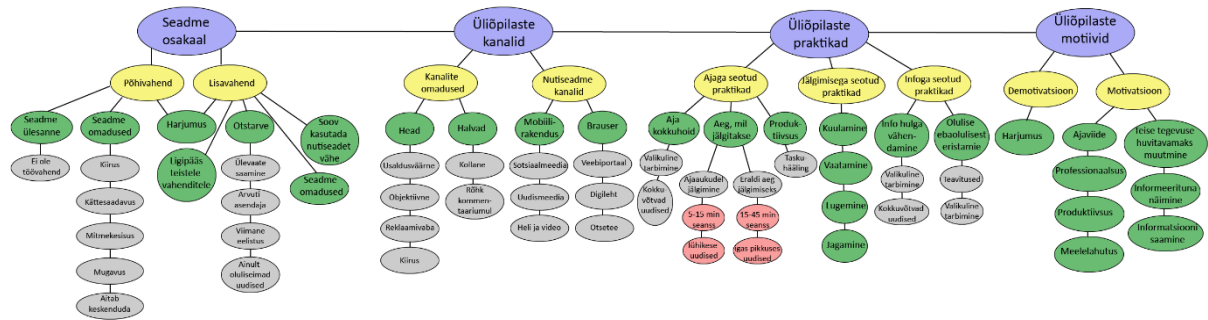 Seadme
osakaal
Üliõpilaste
kanalid
Üliõpilaste
praktikad
Üliõpilaste
motiivid
Põhivahend
Lisavahend
Kanalite
omadused
Nutiseadme
kanalid
Ajaga seotud
praktikad
Jälgimisega seotud
praktikad
Infoga seotud
praktikad
Demotivatsioon
Motivatsioon
Seadme
ülesanne
Ei ole
töövahend
Seadme
omadused
Kiirus
Kättesaadavus
Mitmekesisus
Mugavus
Aitab
keskenduda
Harjumus
Ligipääs
teistele
vahenditele
Otstarve
Ülevaate
saamine
Arvuti
asendaja
Viimane
eelistus
Ainult
oluliseimad
uudised
Seadme
omadused
Soov
kasutada
nutiseadet
vähe
Head
Usaldusväärne
Objektiivne
Reklaamivaba
Kiirus
Halvad
Kollane
Rõhk
kommen-
taariumul
Mobiili-
rakendus
Sotsiaalmeedia
Uudismeedia
Heli ja video
Brauser
Veebiportaal
Digileht
Otsetee
Aja
kokkuhoid
Valikuline
tarbimine
Kokku
võtvad
uudised
Aeg, mil
jälgitakse
Ajaaukudel
jälgimine
5-15 min
seanss
lühikese
uudised
Eraldi aeg
jälgimiseks
15-45 min
seanss
igas pikkuses
uudised
Produk-
tiivsus
Tasku
hääling
Kuulamine
Vaatamine
Lugemine
Jagamine
Info hulga
vähen-
damine
Valikuline
tarbimine
Kokkuvõtvad
uudised
Olulise
ebaolulisest
eristamie
Teavitused
Valikuline
tarbimine
Harjumus
Ajaviide
Professionaalsus
Produktiivsus
Meelelahutus
Teise tegevuse
huvitavamaks
muutmine
Informeerituna
näimine
Informatsiooni
saamine